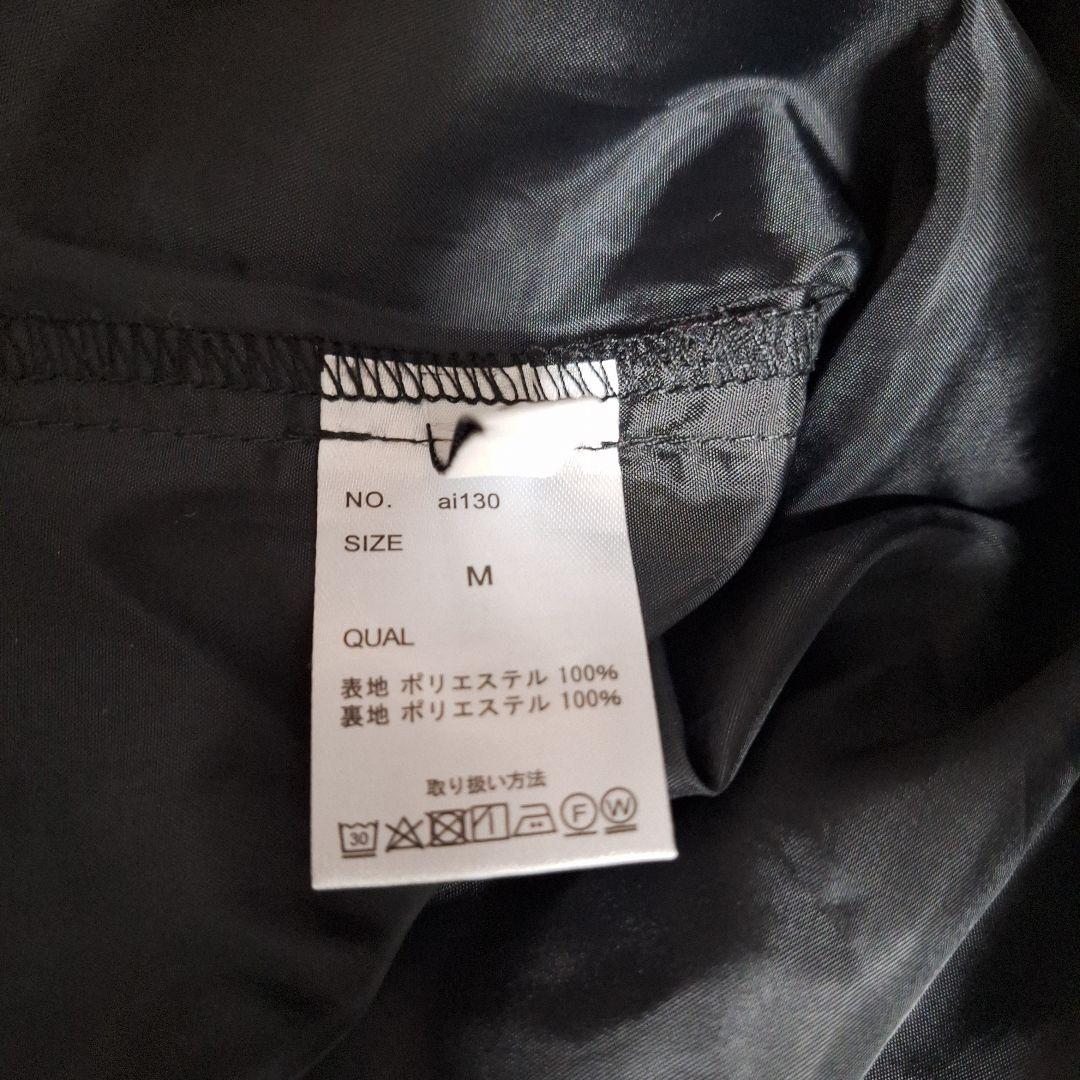 NO. ai130
SIZE
M
QUAL
表地 ポリエステル 100%
裏地 ポリエステル 100%
取り扱い方法
30 F W